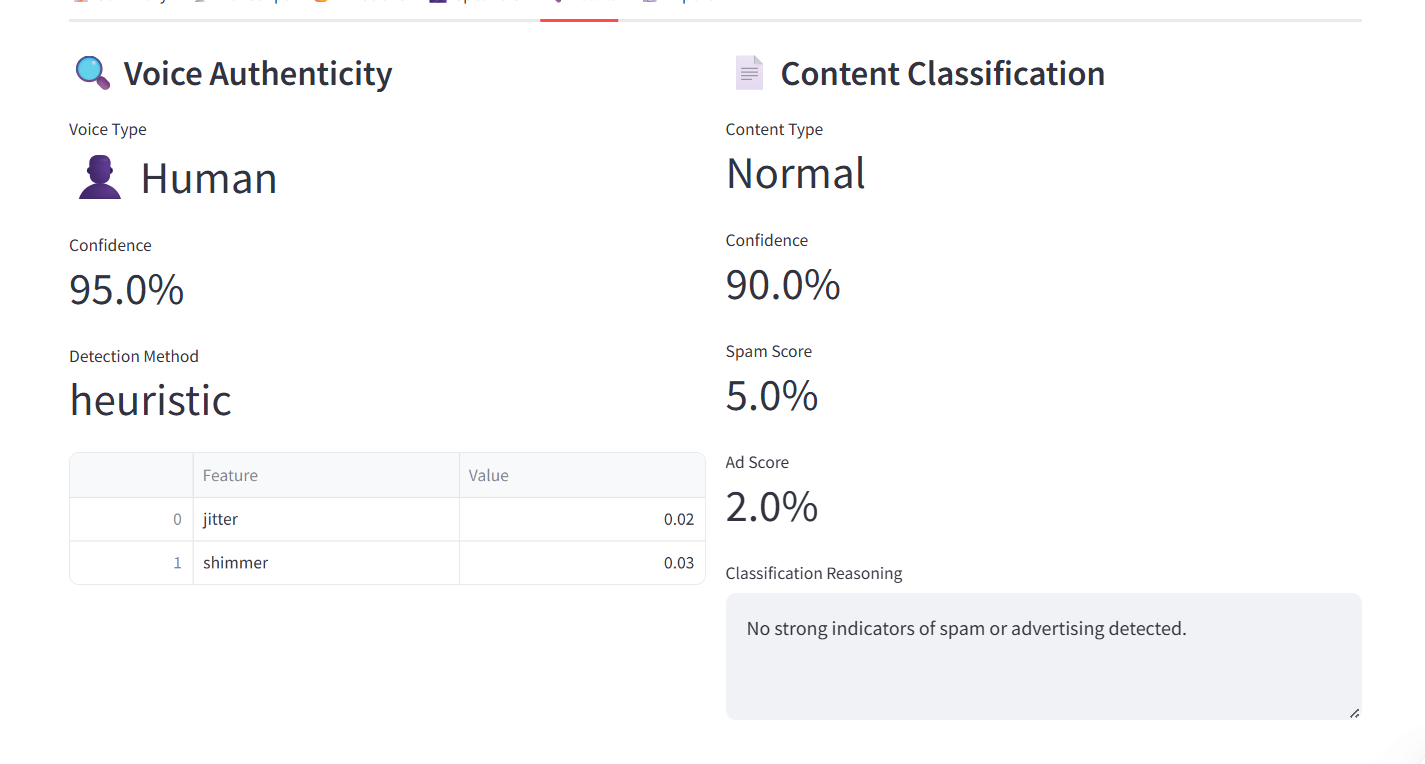 Voice Authenticity
Voice Type
Human
Confidence
95.0%
Detection Method
heuristic
Feature Value
0 jitter 0.02
1 shimmer 0.03
Content Classification
Content Type
Normal
Confidence
90.0%
Spam Score
5.0%
Ad Score
2.0%
Classification Reasoning
No strong indicators of spam or advertising detected.